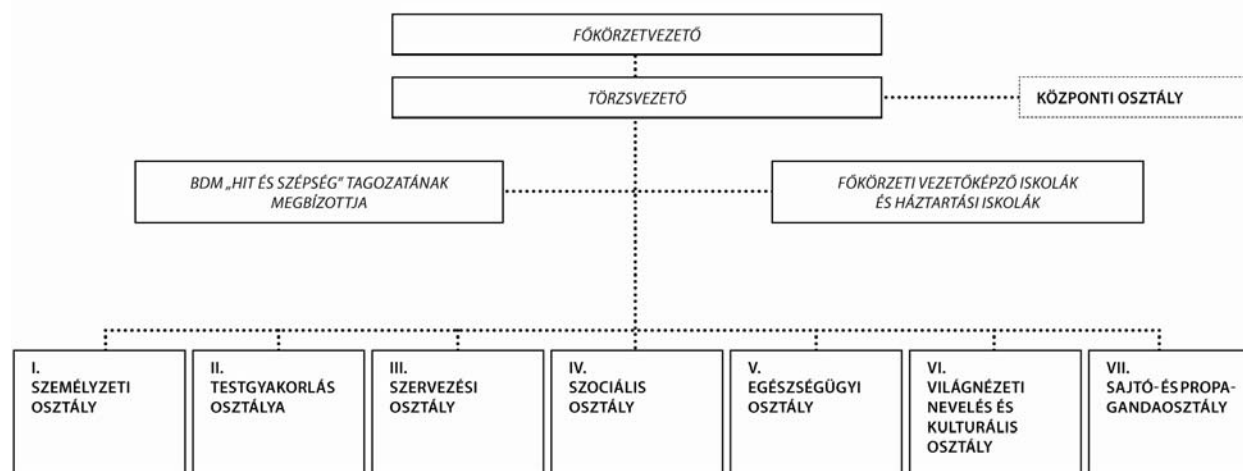 FŐKÖRZETVEZETŐ
TÖRZSVEZETŐ
KÖZPONTI OSZTÁLY
BDM „HIT ÉS SZÉPSÉG" TAGOZATÁNAK
MEGBÍZOTTJA
FŐKÖRZETI VEZETŐKÉPZŐ ISKOLÁK
ÉS HÁZTARTÁSI ISKOLÁK
I.
SZEMÉLYZETI
OSZTÁLY
II.
TESTGYAKORLÁS
OSZTÁLYA
III.
SZERVEZÉSI
OSZTÁLY
IV.
SZOCIÁLIS
OSZTÁLY
V.
EGÉSZSÉGÜGYI
OSZTÁLY
VI.
VILÁGNÉZETI
NEVELÉS ÉS
KULTURÁLIS
OSZTÁLY
VII.
SAJTÓ- ÉS PROPA-
GANDAOSZTÁLY